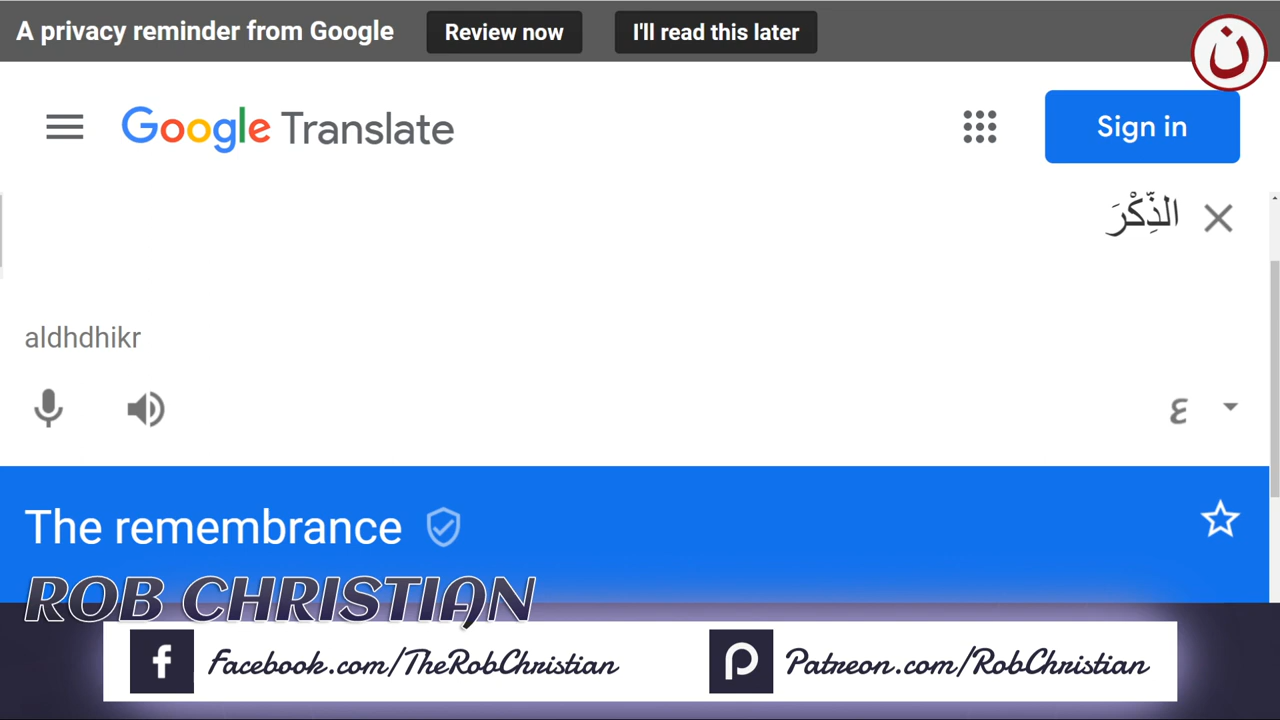 A privacy reminder from Google Review now I'll read this later
ن
Google Translate Sign in
الذِّكْرَ
aldhdhikr
ع
The remembrance
ROB CHRISTIAN
Facebook.com/TheRobChristian Patreon.com/RobChristian